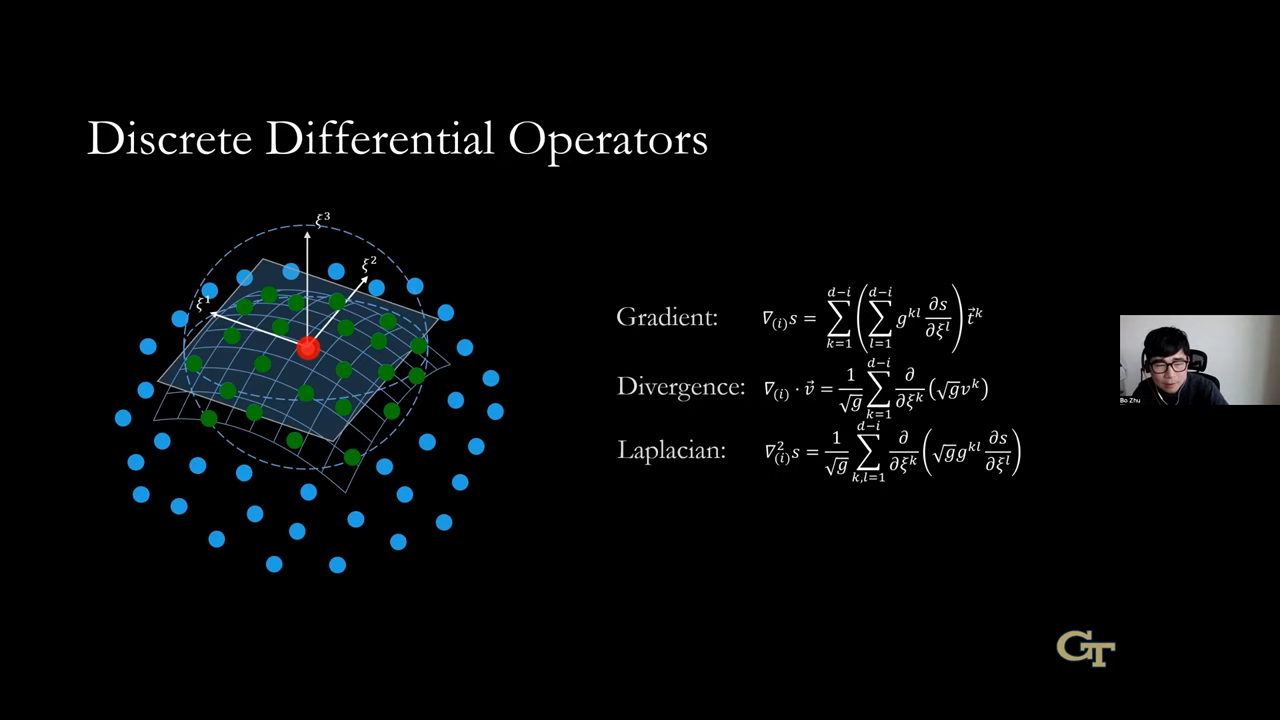 Discrete Differential Operators
ξ³
ξ²
ξ¹
Gradient: ∇₍ᵢ₎s = ∑_{k=1}^{d−i} (∑_{l=1}^{d−i} g^{kl} ∂s/∂ξ^l) t⃗^k
Divergence: ∇₍ᵢ₎ · v⃗ = 1/√g ∑_{k=1}^{d−i} ∂/∂ξ^k (√g v^k)
Laplacian: ∇²₍ᵢ₎s = 1/√g ∑_{k,l=1}^{d−i} ∂/∂ξ^k (√g g^{kl} ∂s/∂ξ^l)
Bo Zhu
GT